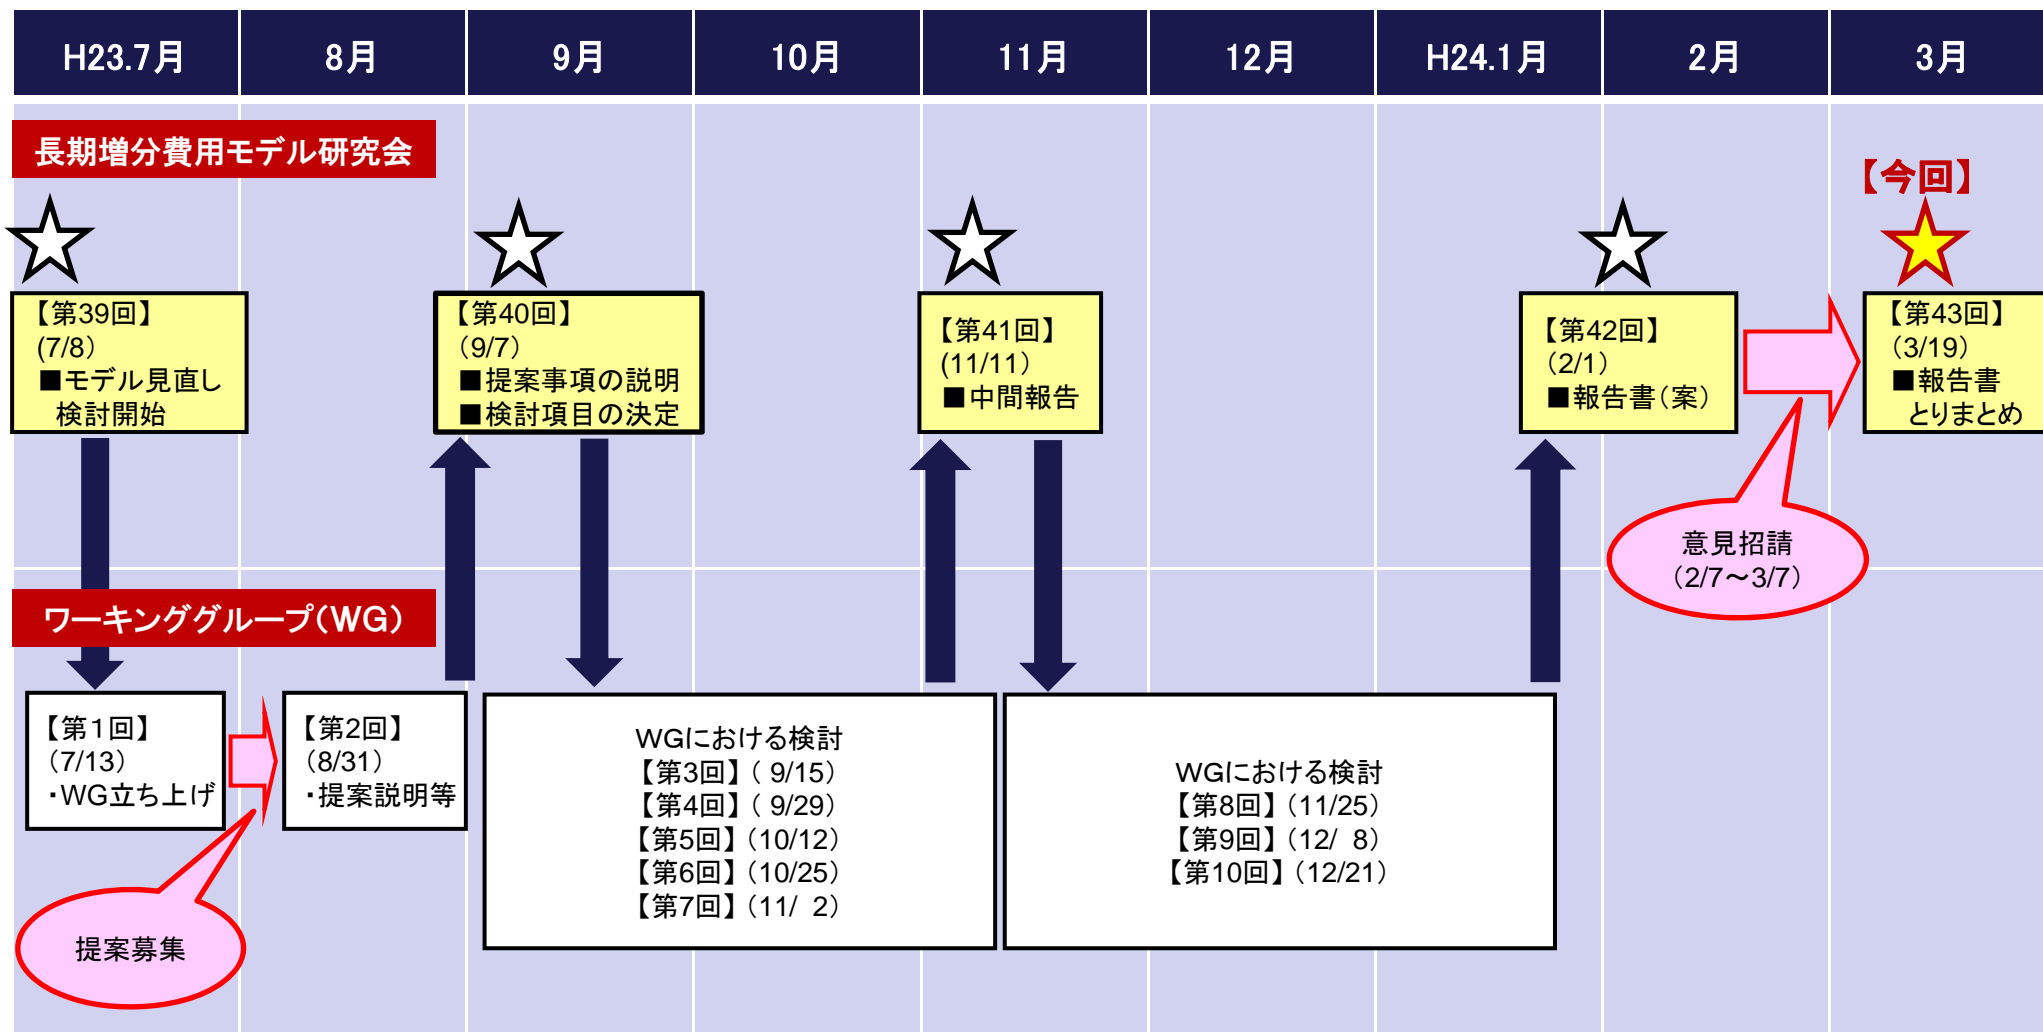 H23.7月
8月
9月
10月
11月
12月
H24.1月
2月
3月
長期増分費用モデル研究会
【今回】
【第39回】
(7/8）
■モデル見直し
検討開始
【第40回】
（9/7）
■提案事項の説明
■検討項目の決定
【第41回】
(11/11）
■中間報告
【第42回】
（2/1）
■報告書（案）
【第43回】
（3/19）
■報告書
とりまとめ
意見招請
（2/7～3/7）
ワーキンググループ（WG）
【第１回】
（7/13）
・WG立ち上げ
【第2回】
（8/31）
・提案説明等
提案募集
WGにおける検討
【第3回】（ 9/15）
【第4回】（ 9/29）
【第5回】（10/12）
【第6回】（10/25）
【第7回】（11/ 2）
WGにおける検討
【第8回】（11/25）
【第9回】（12/ 8）
【第10回】（12/21）